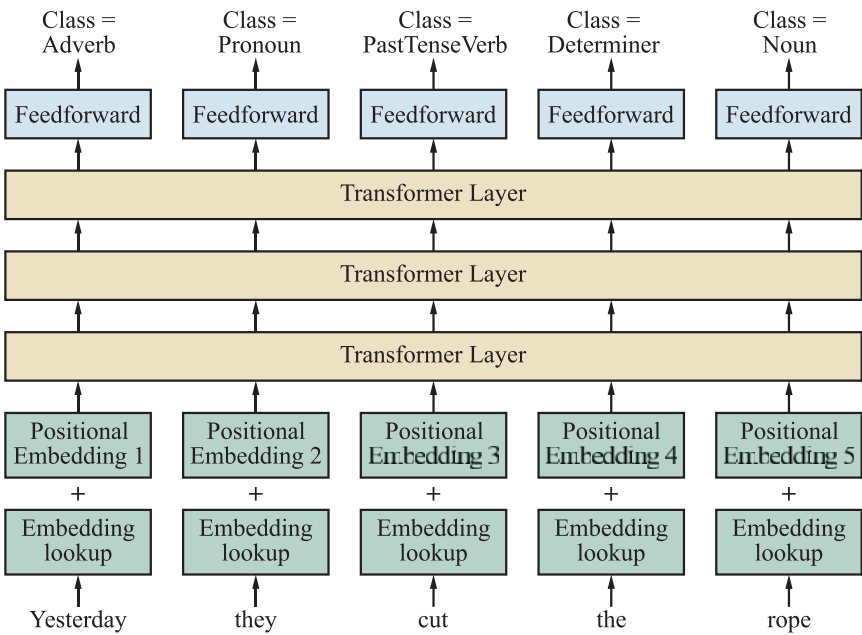 Class = Class = Class = Class = Class =
Adverb Pronoun PastTenseVerb Determiner Noun
Feedforward Feedforward Feedforward Feedforward Feedforward
Transformer Layer
Transformer Layer
Transformer Layer
Positional Positional Positional Positional Positional
Embedding 1 Embedding 2 Embedding 3 Embedding 4 Embedding 5
+ + + + +
Embedding Embedding Embedding Embedding Embedding
lookup lookup lookup lookup lookup
Yesterday they cut the rope